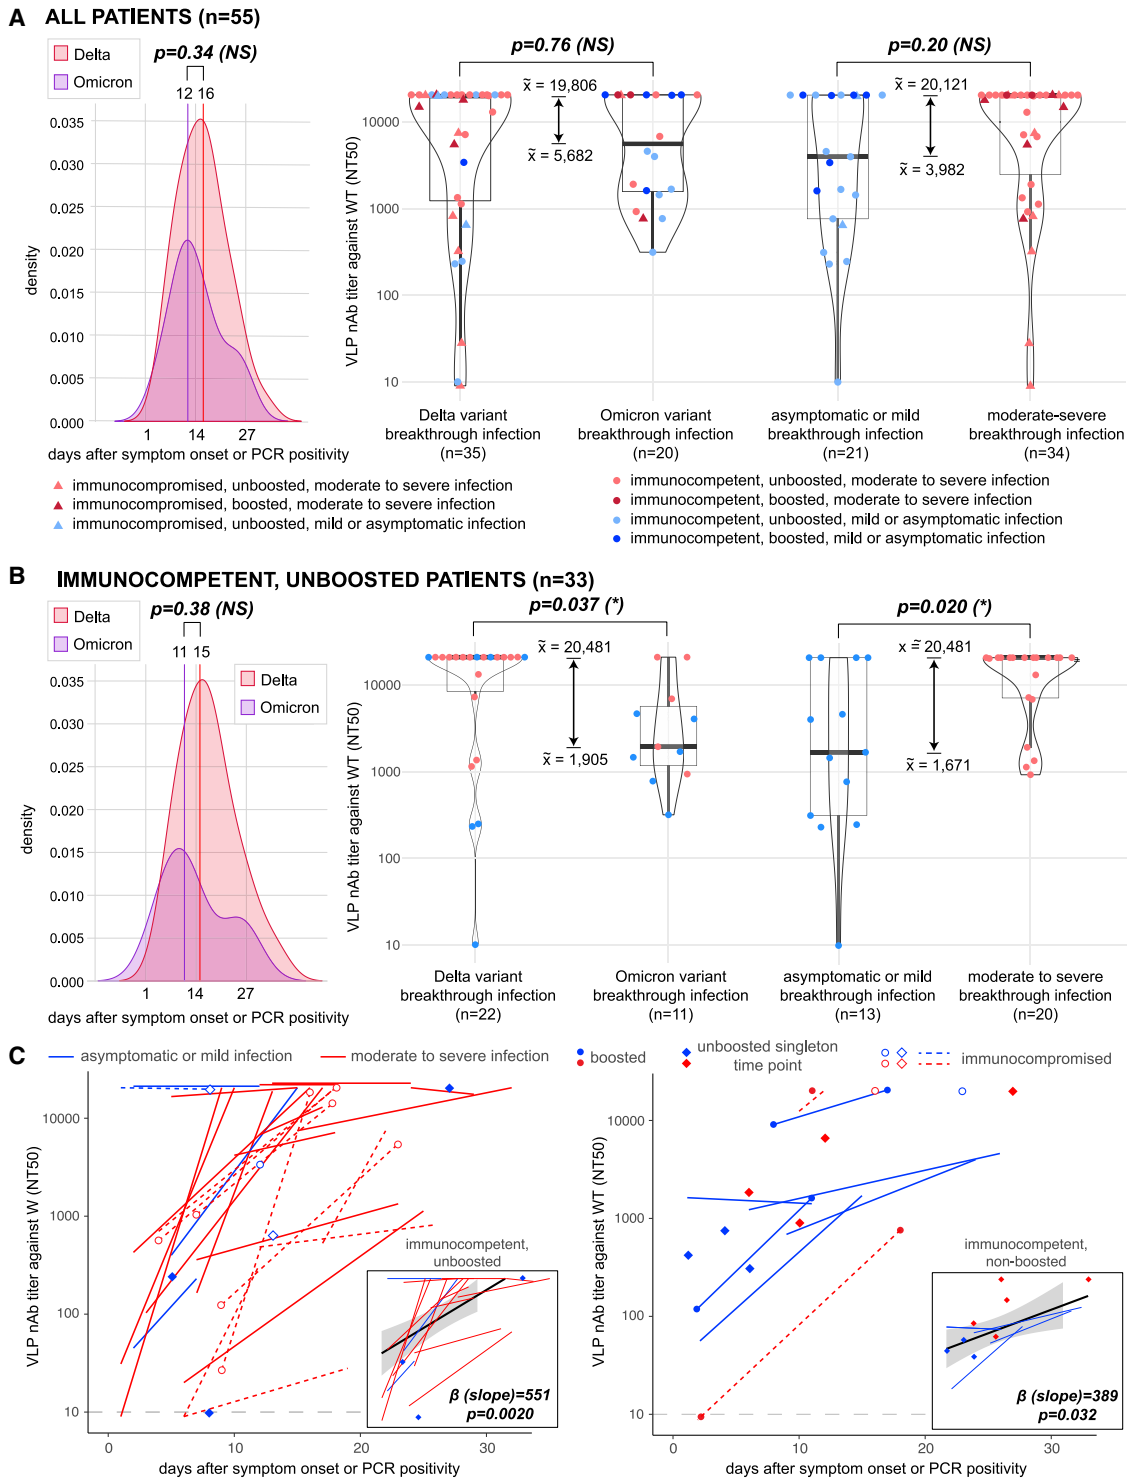 A ALL PATIENTS (n=55)
Delta
Omicron
p=0.34 (NS)
12 16
0.035
0.030
0.025
0.020
0.015
0.010
0.005
0.000
density
1 14 27
days after symptom onset or PCR positivity
p=0.76 (NS)
p=0.20 (NS)
x̃ = 19,806
x̃ = 5,682
x̃ = 20,121
x̃ = 3,982
VLP nAb titer against WT (NT50)
10000
1000
100
10
Delta variant
breakthrough infection
(n=35)
Omicron variant
breakthrough infection
(n=20)
asymptomatic or mild
breakthrough infection
(n=21)
moderate-severe
breakthrough infection
(n=34)
immunocompromised, unboosted, moderate to severe infection
immunocompromised, boosted, moderate to severe infection
immunocompromised, unboosted, mild or asymptomatic infection
immunocompetent, unboosted, moderate to severe infection
immunocompetent, boosted, moderate to severe infection
immunocompetent, unboosted, mild or asymptomatic infection
immunocompetent, boosted, mild or asymptomatic infection
B IMMUNOCOMPETENT, UNBOOSTED PATIENTS (n=33)
Delta
Omicron
p=0.38 (NS)
11 15
Delta
Omicron
0.035
0.030
0.025
0.020
0.015
0.010
0.005
0.000
density
1 14 27
days after symptom onset or PCR positivity
p=0.037 (*)
p=0.020 (*)
x̃ = 20,481
x̃ = 1,905
x̃ = 20,481
x̃ = 1,671
VLP nAb titer against WT (NT50)
10000
1000
100
10
Delta variant
breakthrough infection
(n=22)
Omicron variant
breakthrough infection
(n=11)
asymptomatic or mild
breakthrough infection
(n=13)
moderate to severe
breakthrough infection
(n=20)
C asymptomatic or mild infection
moderate to severe infection
boosted
unboosted singleton
time point
immunocompromised
VLP nAb titer against W (NT50)
10000
1000
100
10
0 10 20 30
days after symptom onset or PCR positivity
immunocompetent,
unboosted
β (slope)=551
p=0.0020
VLP nAb titer against WT (NT50)
10000
1000
100
10
0 10 20 30
days after symptom onset or PCR positivity
immunocompetent,
non-boosted
β (slope)=389
p=0.032